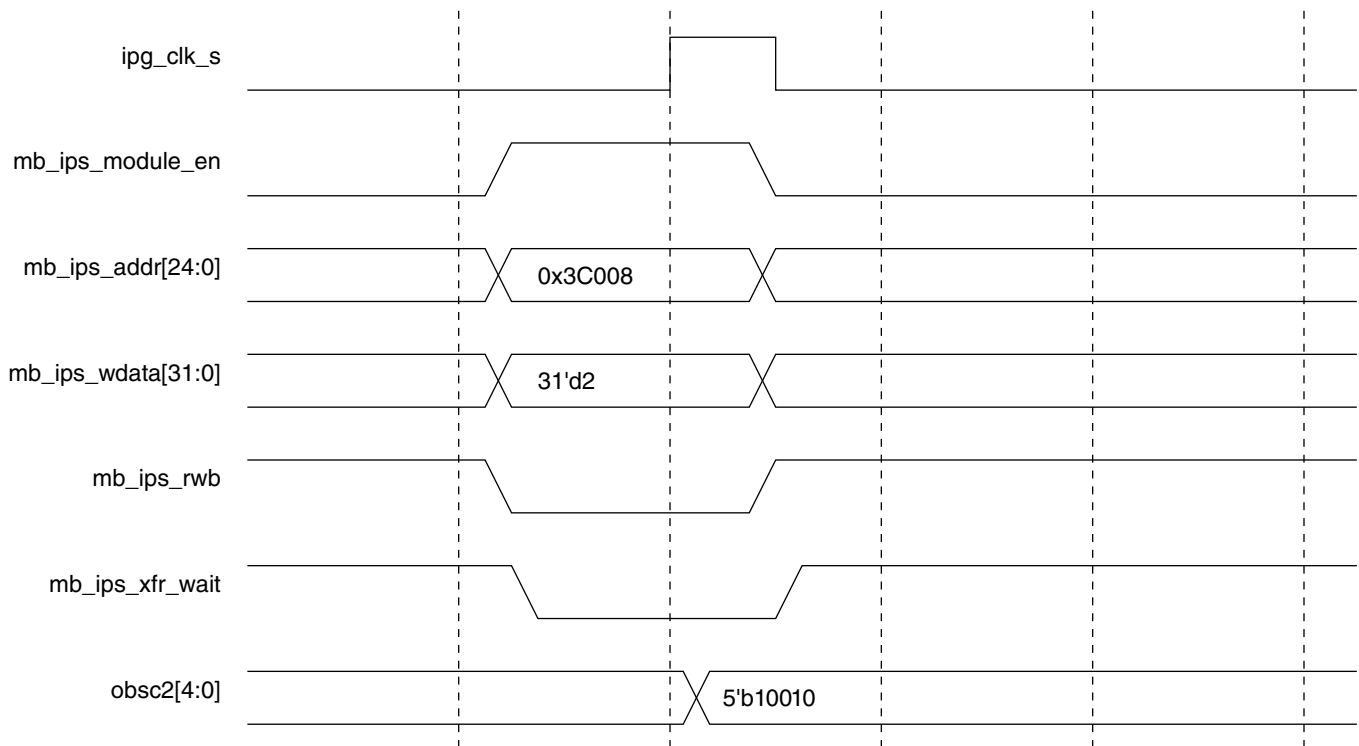 ipg_clk_s
mb_ips_module_en
mb_ips_addr[24:0]
0x3C008
mb_ips_wdata[31:0]
31'd2
mb_ips_rwb
mb_ips_xfr_wait
obsc2[4:0]
5'b10010